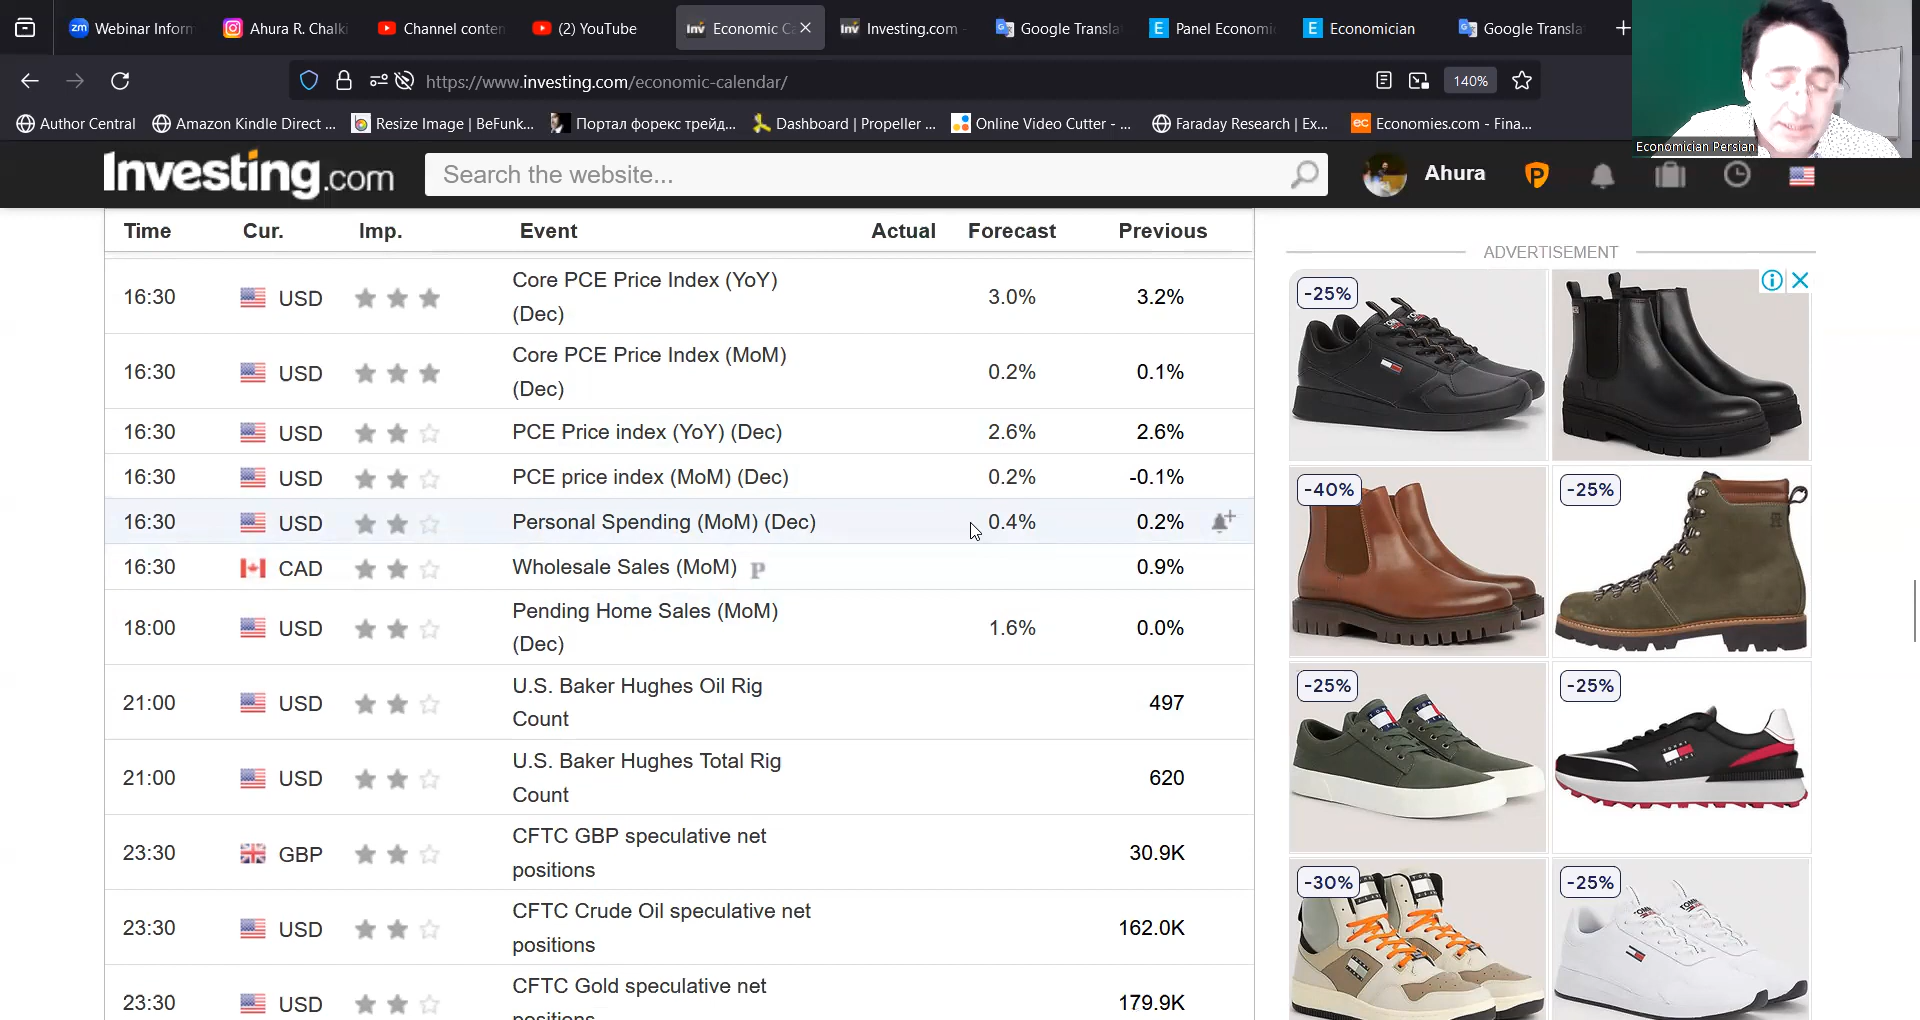 zm Webinar Inform
Ahura R. Chalki
Channel conten
(2) YouTube
Inv Economic Ca
Inv Investing.com -
Google Transla
E Panel Economi
E Economician
Google Transla
https://www.investing.com/economic-calendar/
140%
Author Central
Amazon Kindle Direct ...
Resize Image | BeFunk...
Портал форекс трейд...
Dashboard | Propeller ...
Online Video Cutter - ...
Faraday Research | Ex...
ec Economies.com - Fina...
Economician Persian
Investing.com
Search the website...
Ahura
P
Time Cur. Imp. Event Actual Forecast Previous
16:30 USD Core PCE Price Index (YoY) 3.0% 3.2%
(Dec)
16:30 USD Core PCE Price Index (MoM) 0.2% 0.1%
(Dec)
16:30 USD PCE Price index (YoY) (Dec) 2.6% 2.6%
16:30 USD PCE price index (MoM) (Dec) 0.2% -0.1%
16:30 USD Personal Spending (MoM) (Dec) 0.4% 0.2%
16:30 CAD Wholesale Sales (MoM) P 0.9%
18:00 USD Pending Home Sales (MoM) 1.6% 0.0%
(Dec)
21:00 USD U.S. Baker Hughes Oil Rig 497
Count
21:00 USD U.S. Baker Hughes Total Rig 620
Count
23:30 GBP CFTC GBP speculative net 30.9K
positions
23:30 USD CFTC Crude Oil speculative net 162.0K
positions
23:30 USD CFTC Gold speculative net 179.9K
positions
ADVERTISEMENT
-25%
-40%
-25%
-25%
-25%
-30%
-25%